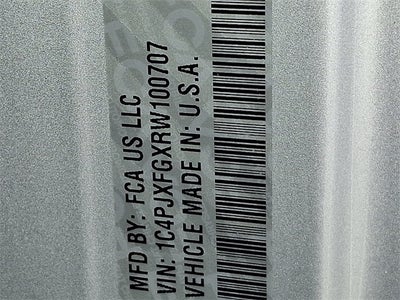 MFD BY: FCA US LLC
VIN: 1C4PJXFGXRW100707
VEHICLE MADE IN: U.S.A.